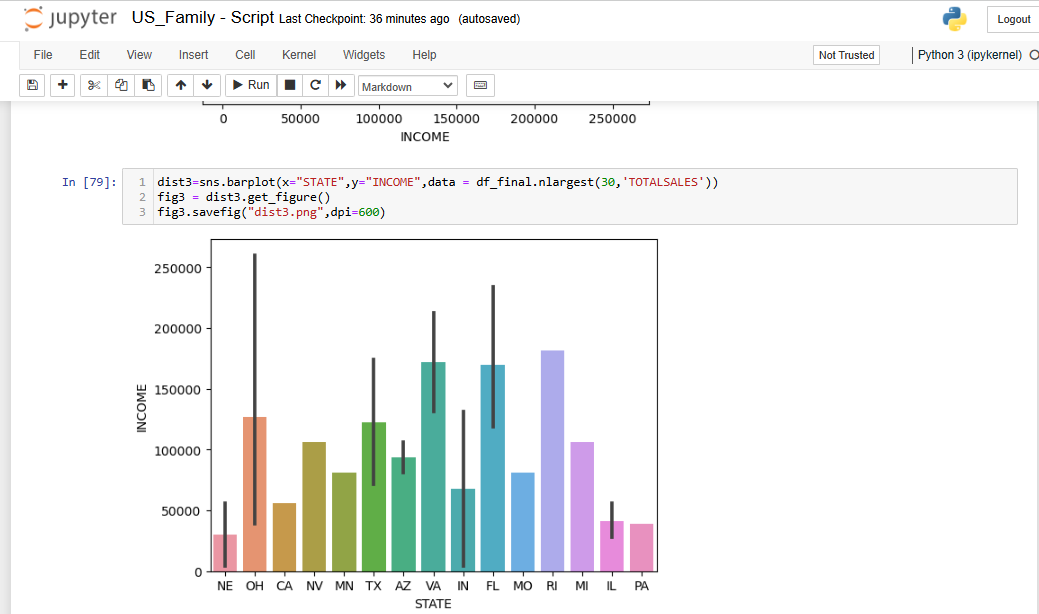 jupyter US_Family - Script Last Checkpoint: 36 minutes ago (autosaved) Logout
File Edit View Insert Cell Kernel Widgets Help Not Trusted Python 3 (ipykernel)
Run Markdown
0 50000 100000 150000 200000 250000
INCOME
In [79]:
1 dist3=sns.barplot(x="STATE",y="INCOME",data = df_final.nlargest(30,'TOTALSALES'))
2 fig3 = dist3.get_figure()
3 fig3.savefig("dist3.png",dpi=600)
250000
200000
150000
100000
50000
0
INCOME
NE OH CA NV MN TX AZ VA IN FL MO RI MI IL PA
STATE